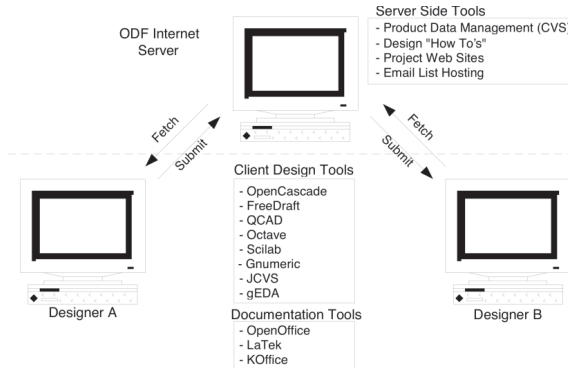 Server Side Tools
- Product Data Management (CVS)
- Design "How To's"
- Project Web Sites
- Email List Hosting
ODF Internet
Server
Fetch
Submit
Fetch
Submit
Client Design Tools
- OpenCascade
- FreeDraft
- QCAD
- Octave
- Scilab
- Gnumeric
- JCVS
- gEDA
Designer A
Designer B
Documentation Tools
- OpenOffice
- LaTek
- KOffice